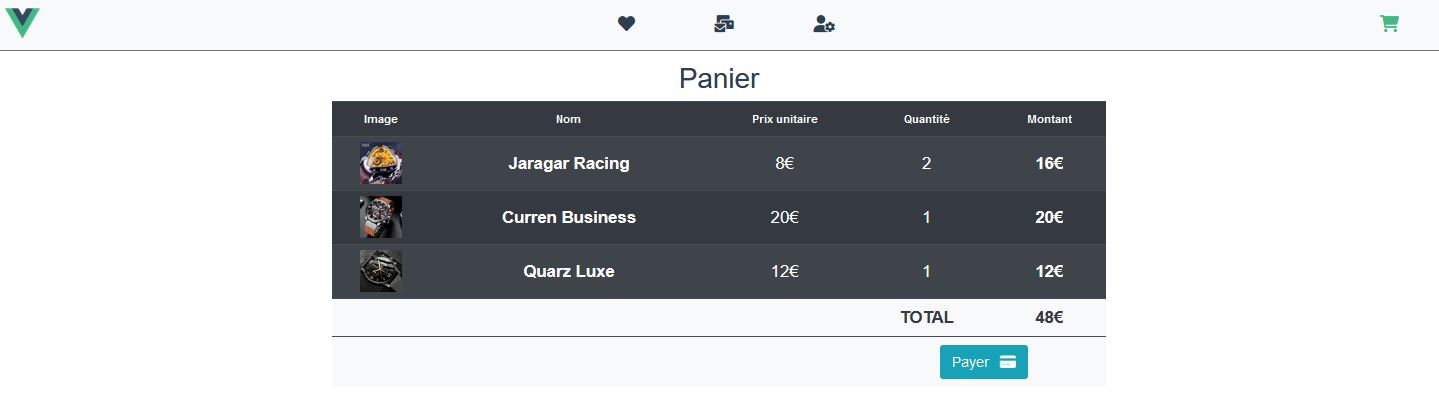 Panier
Image Nom Prix unitaire Quantité Montant
Jaragar Racing 8€ 2 16€
Curren Business 20€ 1 20€
Quarz Luxe 12€ 1 12€
TOTAL 48€
Payer